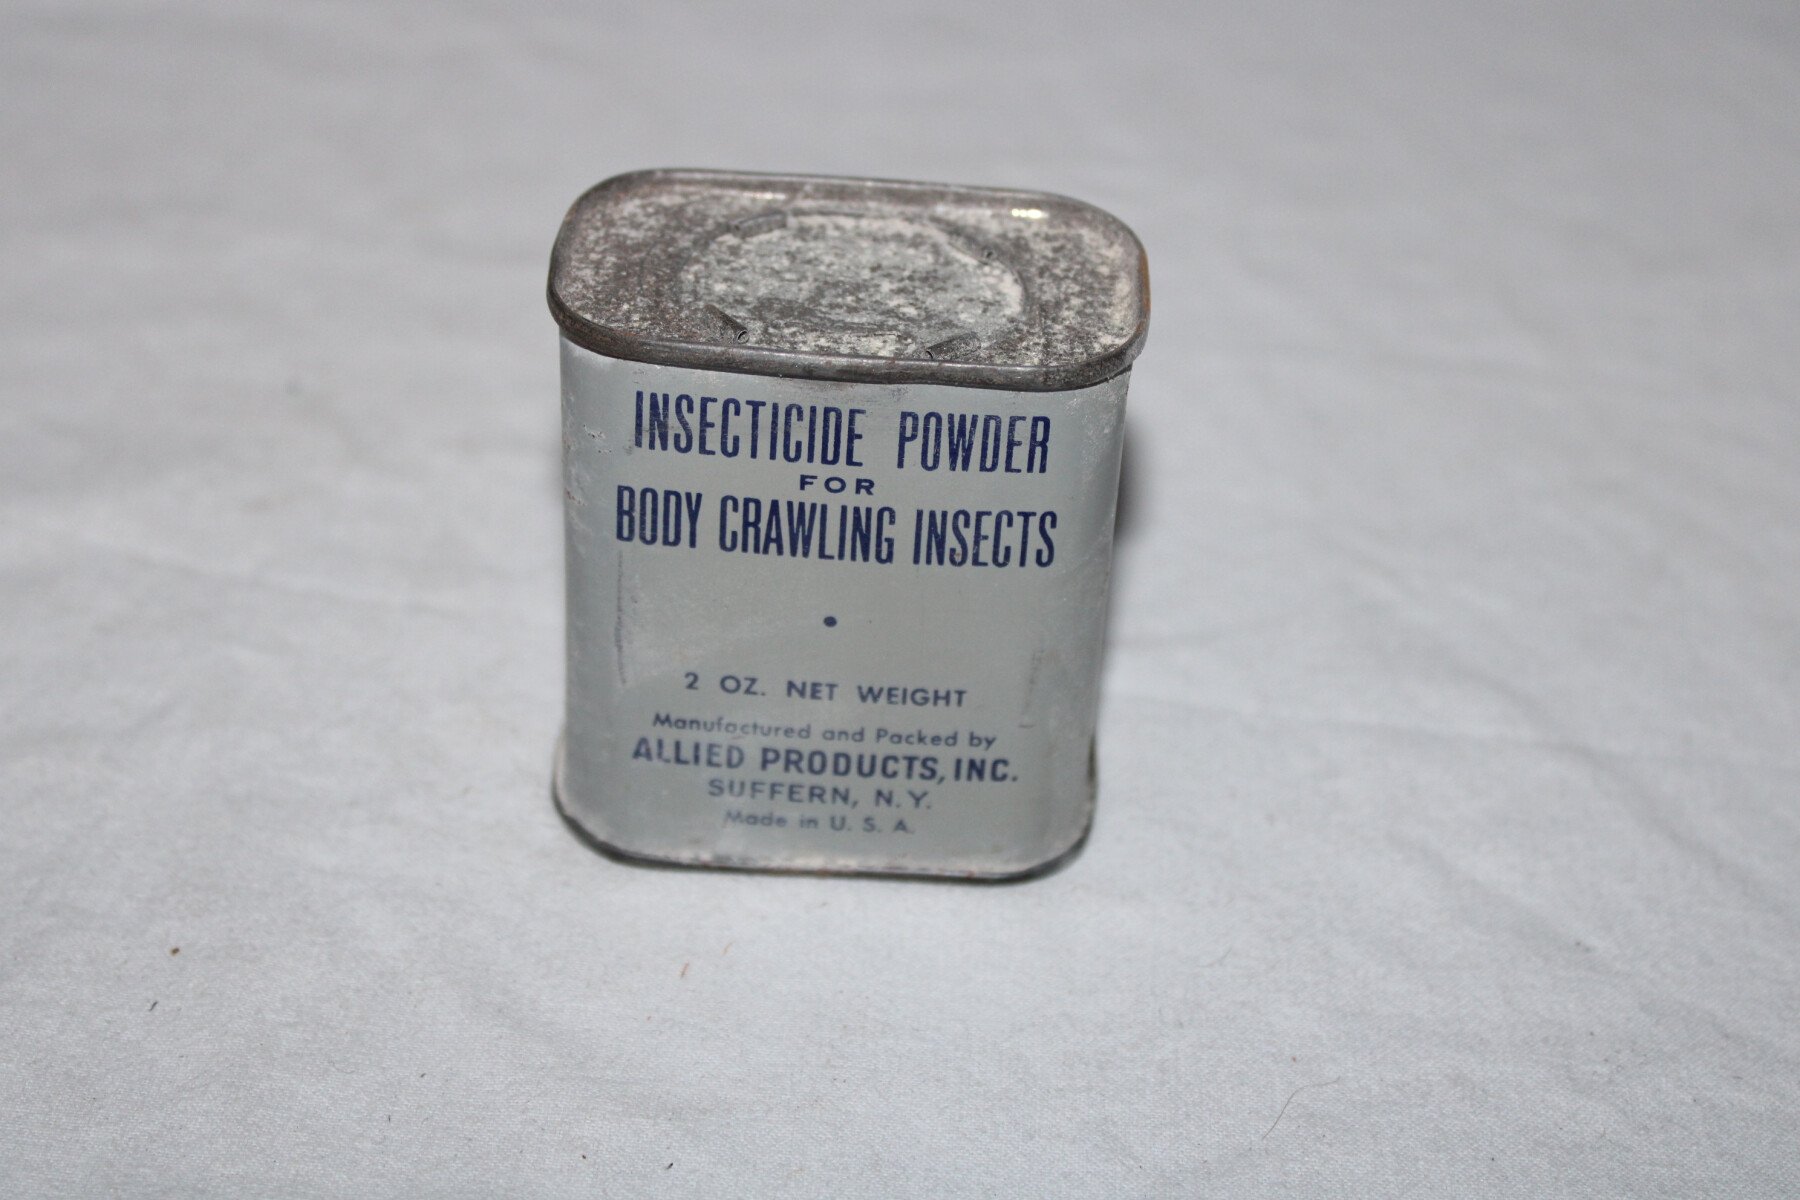 INSECTICIDE POWDER
FOR
BODY CRAWLING INSECTS
•
2 OZ. NET WEIGHT
Manufactured and Packed by
ALLIED PRODUCTS, INC.
SUFFERN, N.Y.
Made in U. S. A.